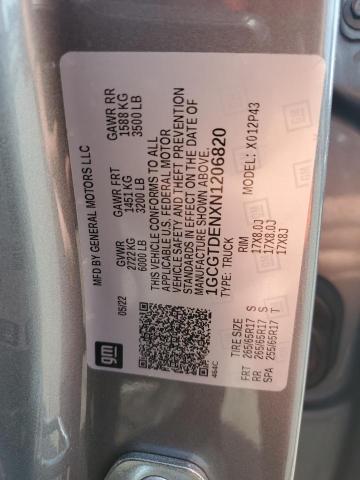 MFD BY GENERAL MOTORS LLC
05/22
GVWR
2722 KG
6000 LB
GAWR FRT
1451 KG
3200 LB
GAWR RR
1588 KG
3500 LB
THIS VEHICLE CONFORMS TO ALL
APPLICABLE U.S. FEDERAL MOTOR
VEHICLE SAFETY AND THEFT PREVENTION
STANDARDS IN EFFECT ON THE DATE OF
MANUFACTURE SHOWN ABOVE.
1GCGTDENXN1206820
TYPE: TRUCK
MODEL: X012P43
TIRE SIZE
RIM
FRT 265/65R17 S 17X8.0J
RR 265/65R17 S 17X8.0J
SPA 255/65R17 T 17X8J
gm
464C